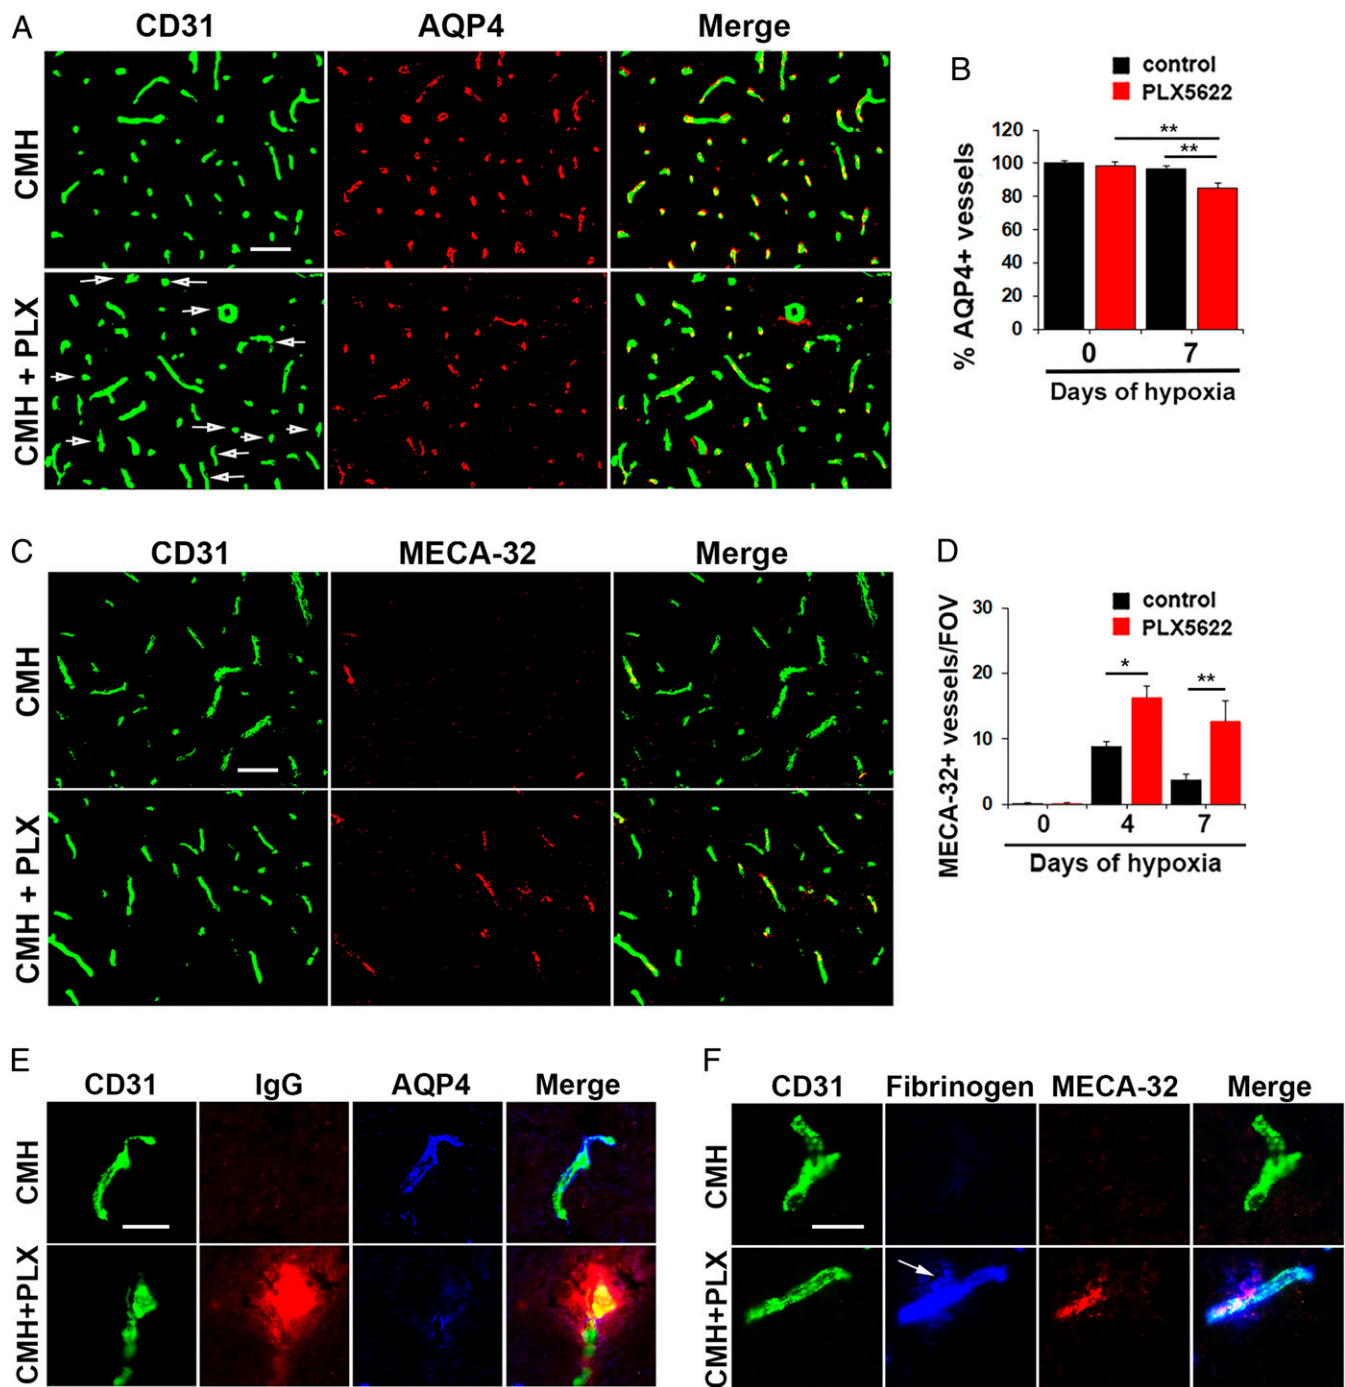 A
CD31 AQP4 Merge
CMH
CMH + PLX
B
control
PLX5622
**
**
% AQP4+ vessels
120
100
80
60
40
20
0
0 7
Days of hypoxia
C
CD31 MECA-32 Merge
CMH
CMH + PLX
D
control
PLX5622
MECA-32+ vessels/FOV
30
20
10
0
*
**
0 4 7
Days of hypoxia
E
CD31 IgG AQP4 Merge
CMH
CMH+PLX
F
CD31 Fibrinogen MECA-32 Merge
CMH
CMH+PLX